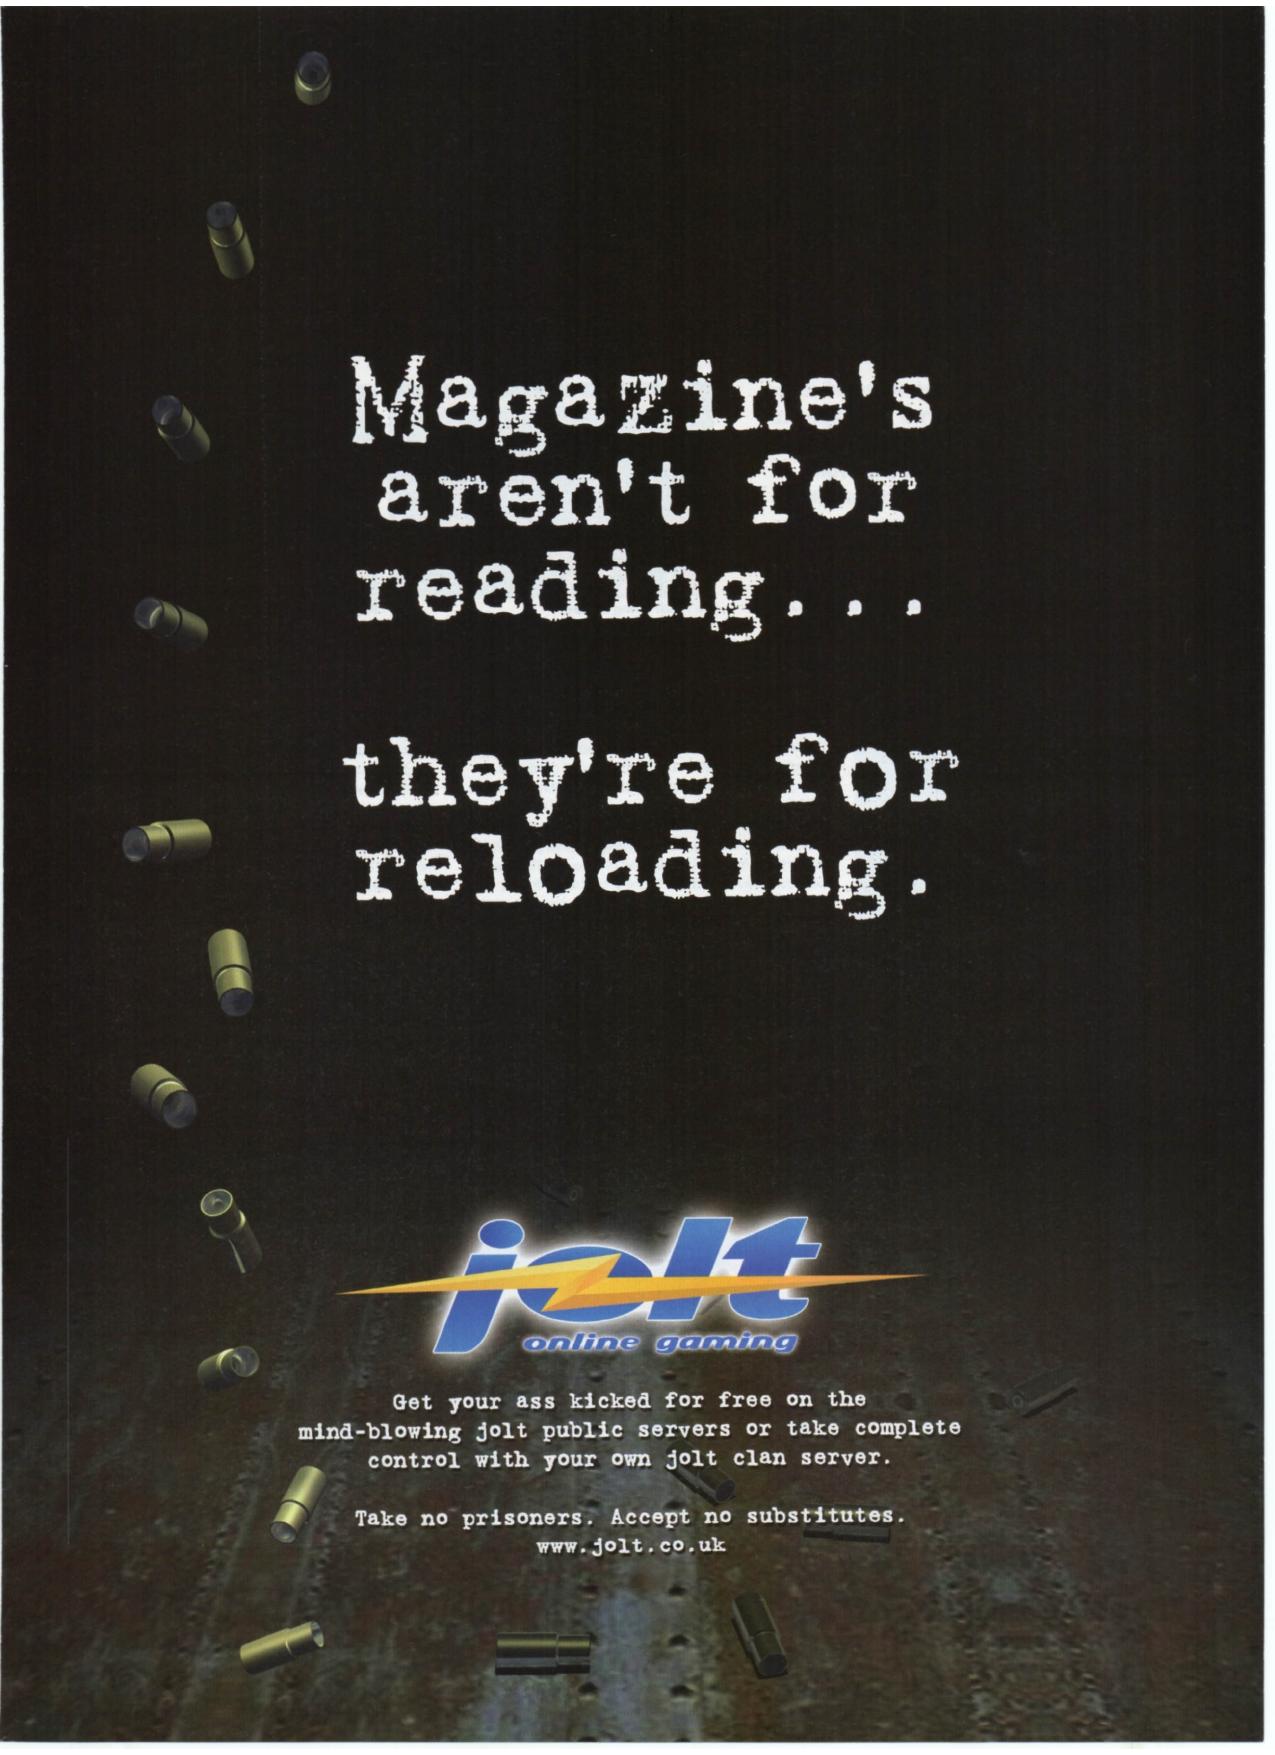 Magazine's
aren't for
reading...
they're for
reloading.
jolt
online gaming
Get your ass kicked for free on the
mind-blowing jolt public servers or take complete
control with your own jolt clan server.
Take no prisoners. Accept no substitutes.
www.jolt.co.uk